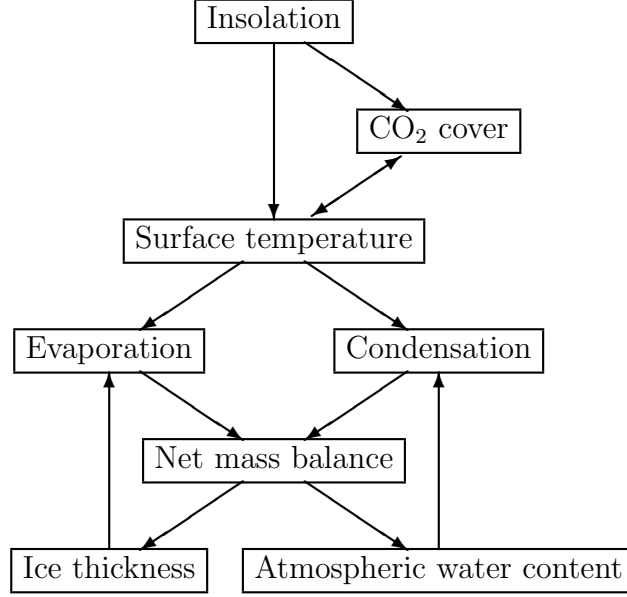 Insolation
CO₂ cover
Surface temperature
Evaporation
Condensation
Net mass balance
Ice thickness
Atmospheric water content